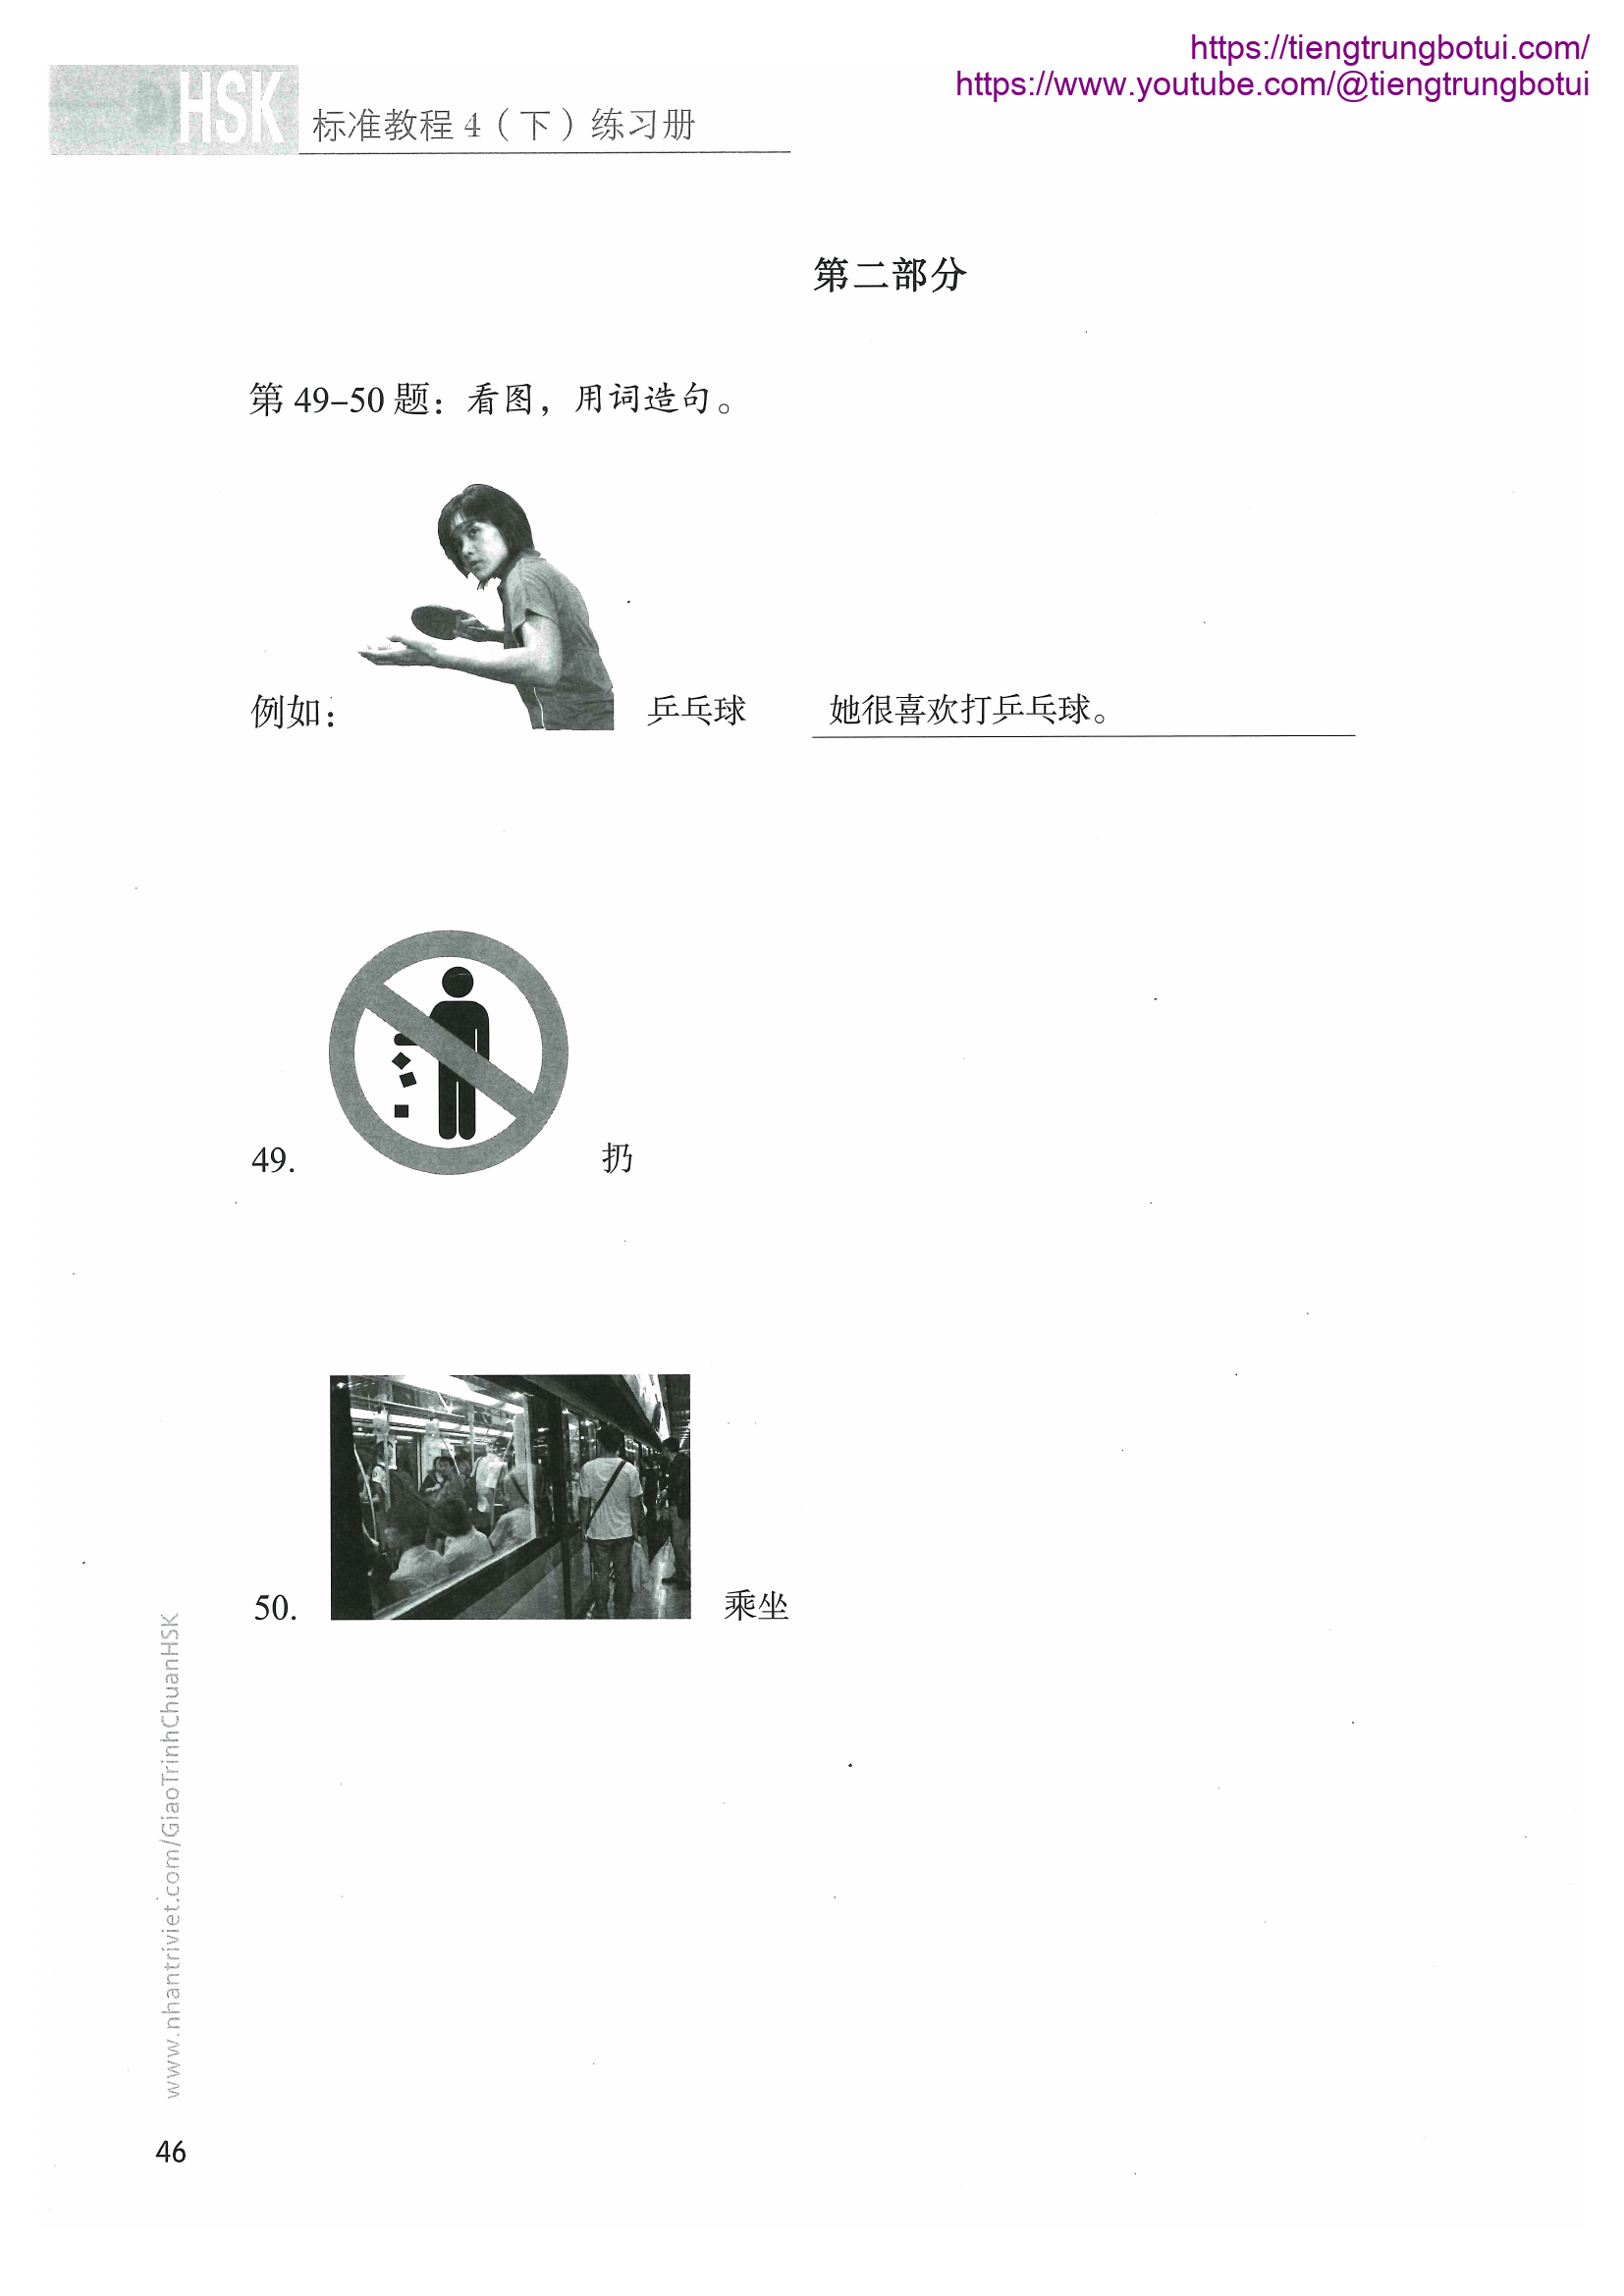 https://tiengtrungbotui.com/
https://www.youtube.com/@tiengtrungbotui
HSK 标准教程 4（下）练习册
第二部分
第 49–50 题：看图，用词造句。
例如： 乒乓球 她很喜欢打乒乓球。
49. 扔
50. 乘坐
www.nhantriviet.com/GiaoTrinhChuanHSK
46